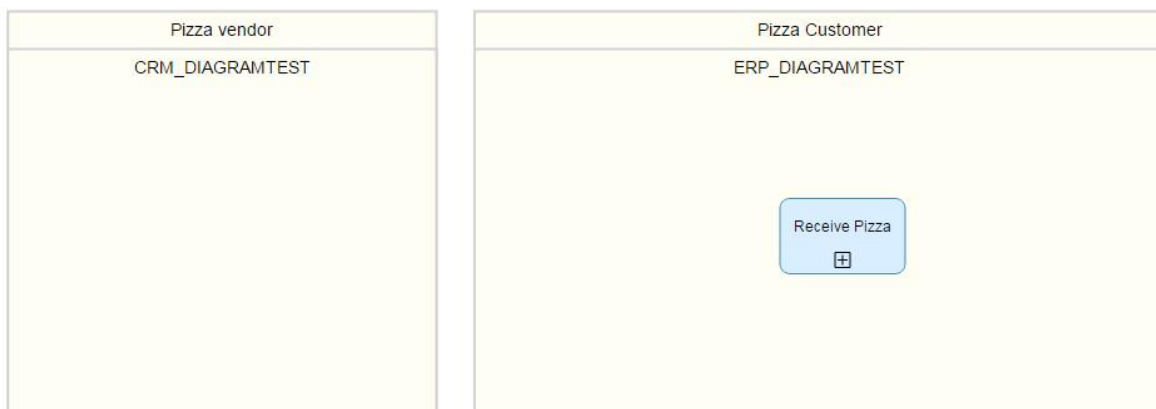 Pizza vendor
CRM_DIAGRAMTEST
Pizza Customer
ERP_DIAGRAMTEST
Receive Pizza